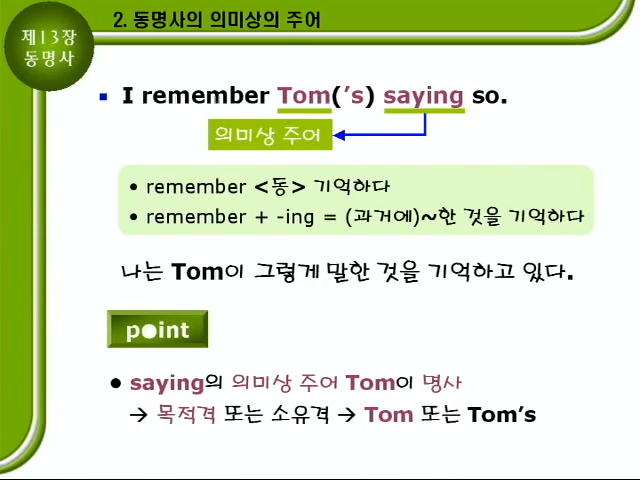 제13장
동명사
2. 동명사의 의미상의 주어
▪ I remember Tom(’s) saying so.
의미상 주어
• remember <동> 기억하다
• remember + -ing = (과거에)~한 것을 기억하다
나는 Tom이 그렇게 말한 것을 기억하고 있다.
point
● saying의 의미상 주어 Tom이 명사
→ 목적격 또는 소유격 → Tom 또는 Tom’s